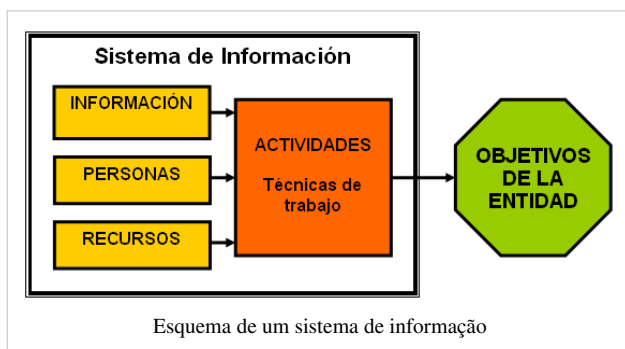 Sistema de Información
INFORMACIÓN
PERSONAS
RECURSOS
ACTIVIDADES
Técnicas de
trabajo
OBJETIVOS
DE LA
ENTIDAD
Esquema de um sistema de informação